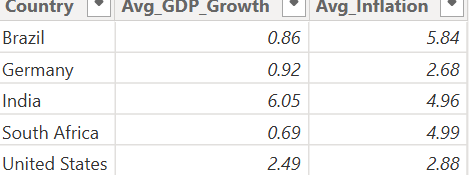 Country Avg_GDP_Growth Avg_Inflation
Brazil 0.86 5.84
Germany 0.92 2.68
India 6.05 4.96
South Africa 0.69 4.99
United States 2.49 2.88